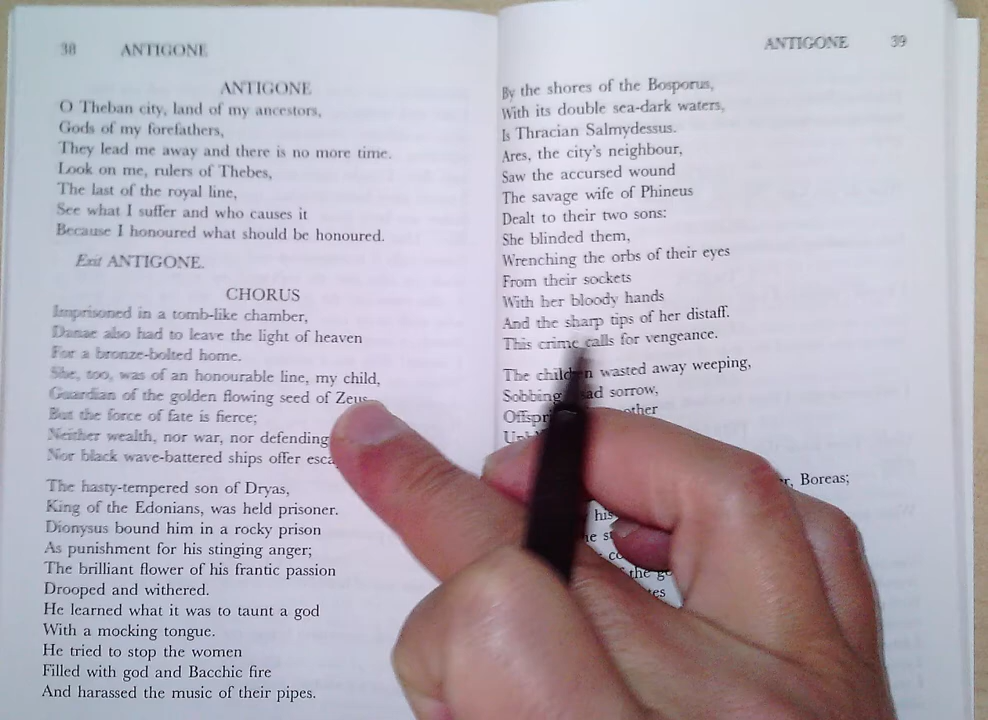 38 ANTIGONE
ANTIGONE
O Theban city, land of my ancestors,
Gods of my forefathers,
They lead me away and there is no more time.
Look on me, rulers of Thebes,
The last of the royal line,
See what I suffer and who causes it
Because I honoured what should be honoured.
Exit ANTIGONE.
CHORUS
Imprisoned in a tomb-like chamber,
Danae also had to leave the light of heaven
For a bronze-bolted home.
She, too, was of an honourable line, my child,
Guardian of the golden flowing seed of Zeus.
But the force of fate is fierce;
Neither wealth, nor war, nor defending
Nor black wave-battered ships offer
The hasty-tempered son of Dryas,
King of the Edonians, was held prisoner.
Dionysus bound him in a rocky prison
As punishment for his stinging anger;
The brilliant flower of his frantic passion
Drooped and withered.
He learned what it was to taunt a god
With a mocking tongue.
He tried to stop the women
Filled with god and Bacchic fire
And harassed the music of their pipes.
ANTIGONE 39
By the shores of the Bosporus,
With its double sea-dark waters,
Is Thracian Salmydessus.
Ares, the city's neighbour,
Saw the accursed wound
The savage wife of Phineus
Dealt to their two sons:
She blinded them,
Wrenching the orbs of their eyes
From their sockets
With her bloody hands
And the sharp tips of her distaff.
This crime calls for vengeance.
The children wasted away weeping,
Sobbing sad sorrow,
Boreas;
his
the